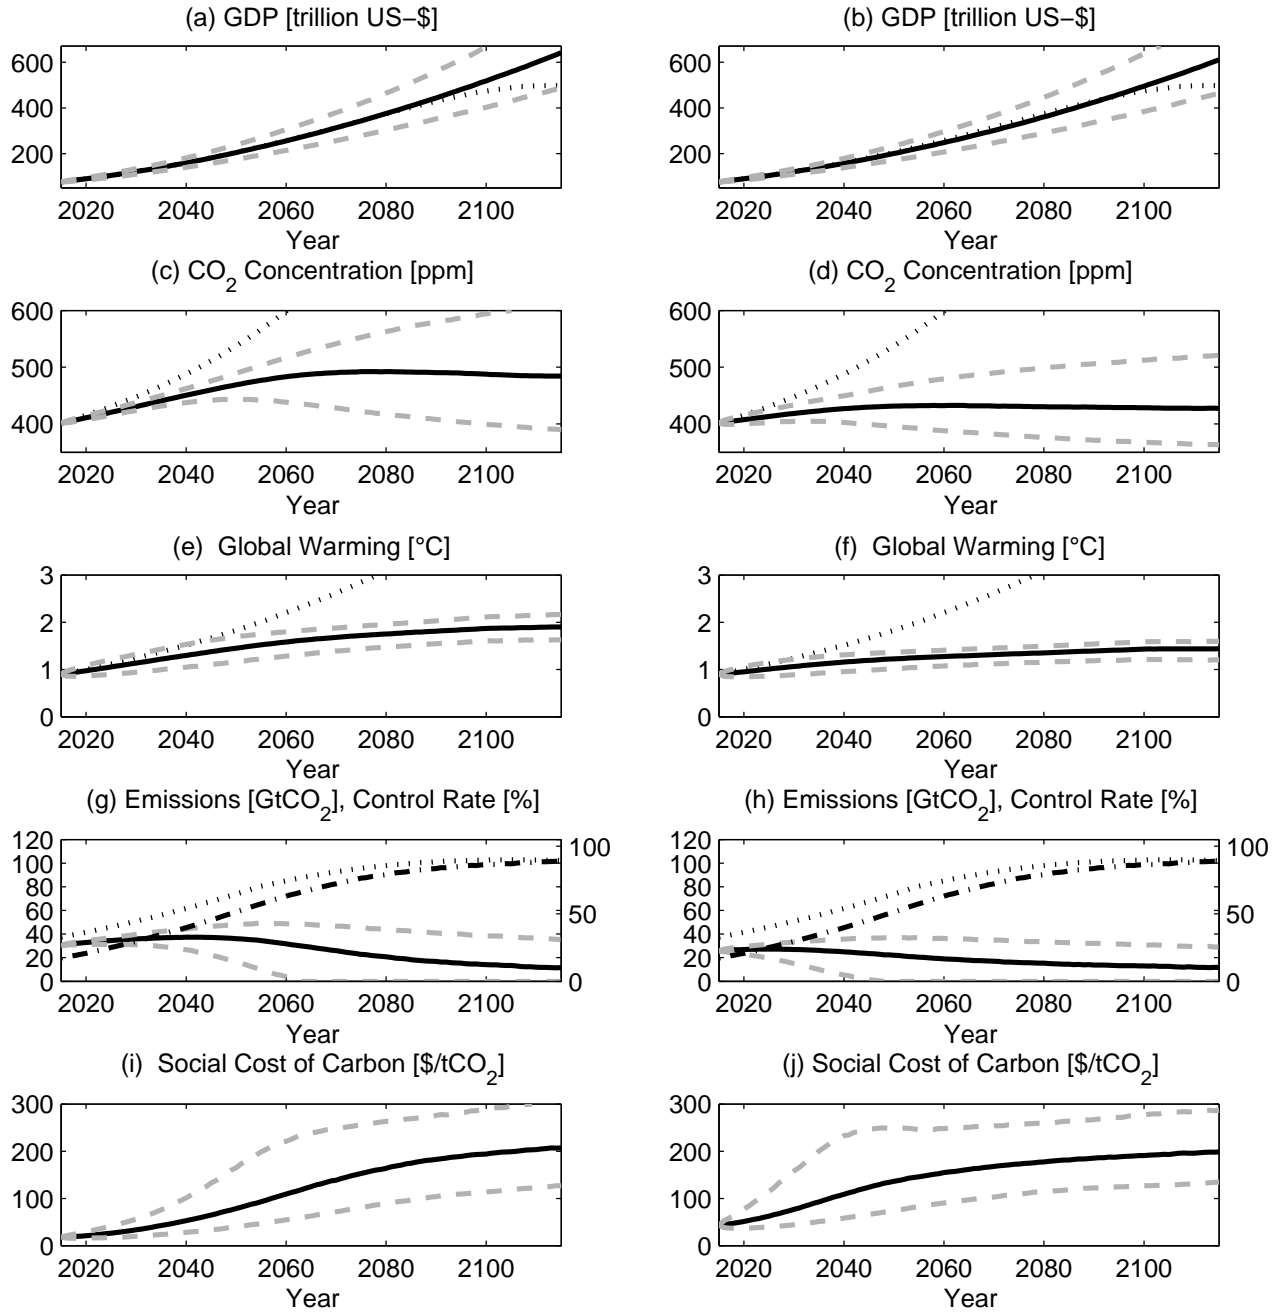 (a) GDP [trillion US−$]
600
400
200
2020 2040 2060 2080 2100
Year
(b) GDP [trillion US−$]
600
400
200
2020 2040 2060 2080 2100
Year
(c) CO2 Concentration [ppm]
600
500
400
2020 2040 2060 2080 2100
Year
(d) CO2 Concentration [ppm]
600
500
400
2020 2040 2060 2080 2100
Year
(e) Global Warming [°C]
3
2
1
0
2020 2040 2060 2080 2100
Year
(f) Global Warming [°C]
3
2
1
0
2020 2040 2060 2080 2100
Year
(g) Emissions [GtCO2], Control Rate [%]
120
100
80
60
40
20
0
100
50
0
2020 2040 2060 2080 2100
Year
(h) Emissions [GtCO2], Control Rate [%]
120
100
80
60
40
20
0
100
50
0
2020 2040 2060 2080 2100
Year
(i) Social Cost of Carbon [$/tCO2]
300
200
100
0
2020 2040 2060 2080 2100
Year
(j) Social Cost of Carbon [$/tCO2]
300
200
100
0
2020 2040 2060 2080 2100
Year